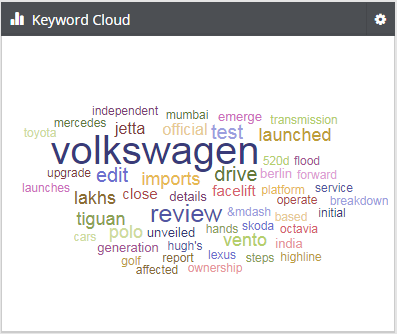 Keyword Cloud
independent mumbai emerge
mercedes jetta official test transmission
toyota launched
volkswagen 520d flood
upgrade edit imports drive berlin forward
launches lakhs close details facelift platform service
operate breakdown
tiguan review &mdash based initial
polo unveiled hands skoda octavia
cars generation hugh's vento india
golf report lexus steps highline
affected ownership